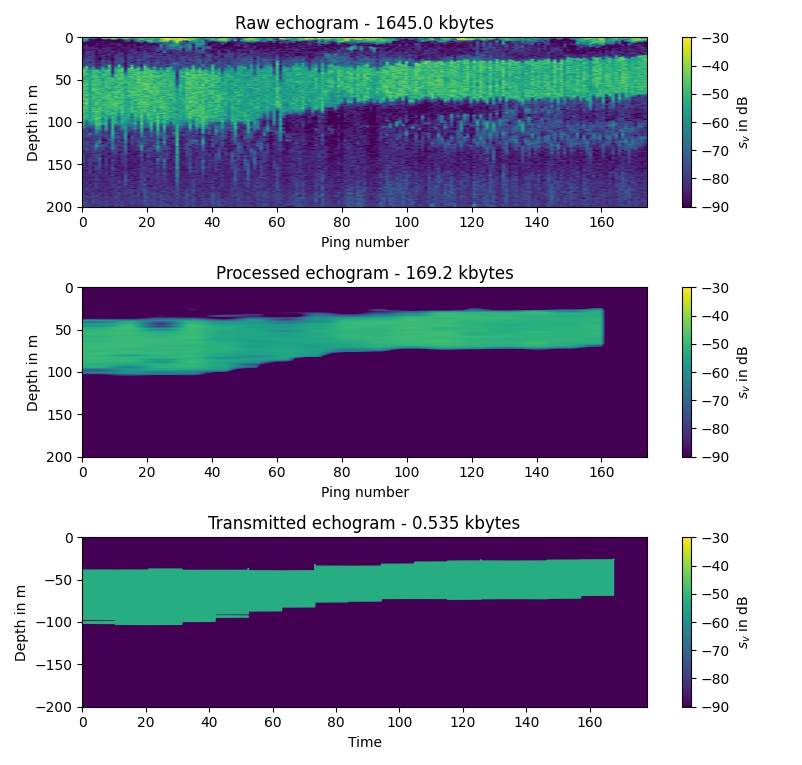 Raw echogram - 1645.0 kbytes
0
50
100
150
200
Depth in m
0 20 40 60 80 100 120 140 160
Ping number
−30
−40
−50
−60
−70
−80
−90
sv in dB
Processed echogram - 169.2 kbytes
0
50
100
150
200
Depth in m
0 20 40 60 80 100 120 140 160
Ping number
−30
−40
−50
−60
−70
−80
−90
sv in dB
Transmitted echogram - 0.535 kbytes
0
−50
−100
−150
−200
Depth in m
0 20 40 60 80 100 120 140 160
Time
−30
−40
−50
−60
−70
−80
−90
sv in dB